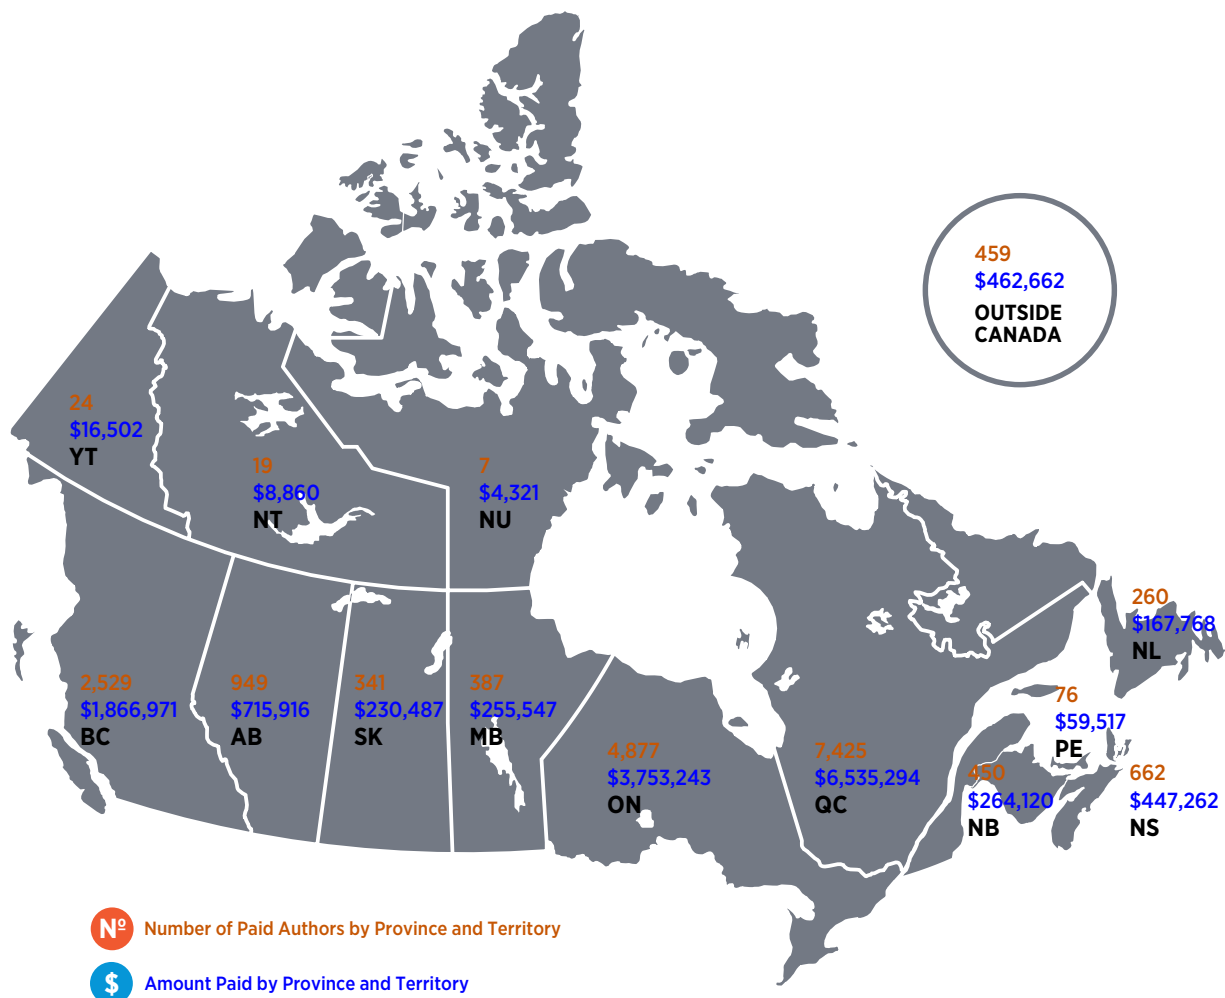 459
$462,662
OUTSIDE
CANADA
24
$16,502
YT
19
$8,860
NT
7
$4,321
NU
260
$167,768
NL
2,529
$1,866,971
BC
949
$715,916
AB
341
$230,487
SK
387
$255,547
MB
4,877
$3,753,243
ON
7,425
$6,535,294
QC
76
$59,517
PE
450
$264,120
NB
662
$447,262
NS
Nº Number of Paid Authors by Province and Territory
$ Amount Paid by Province and Territory